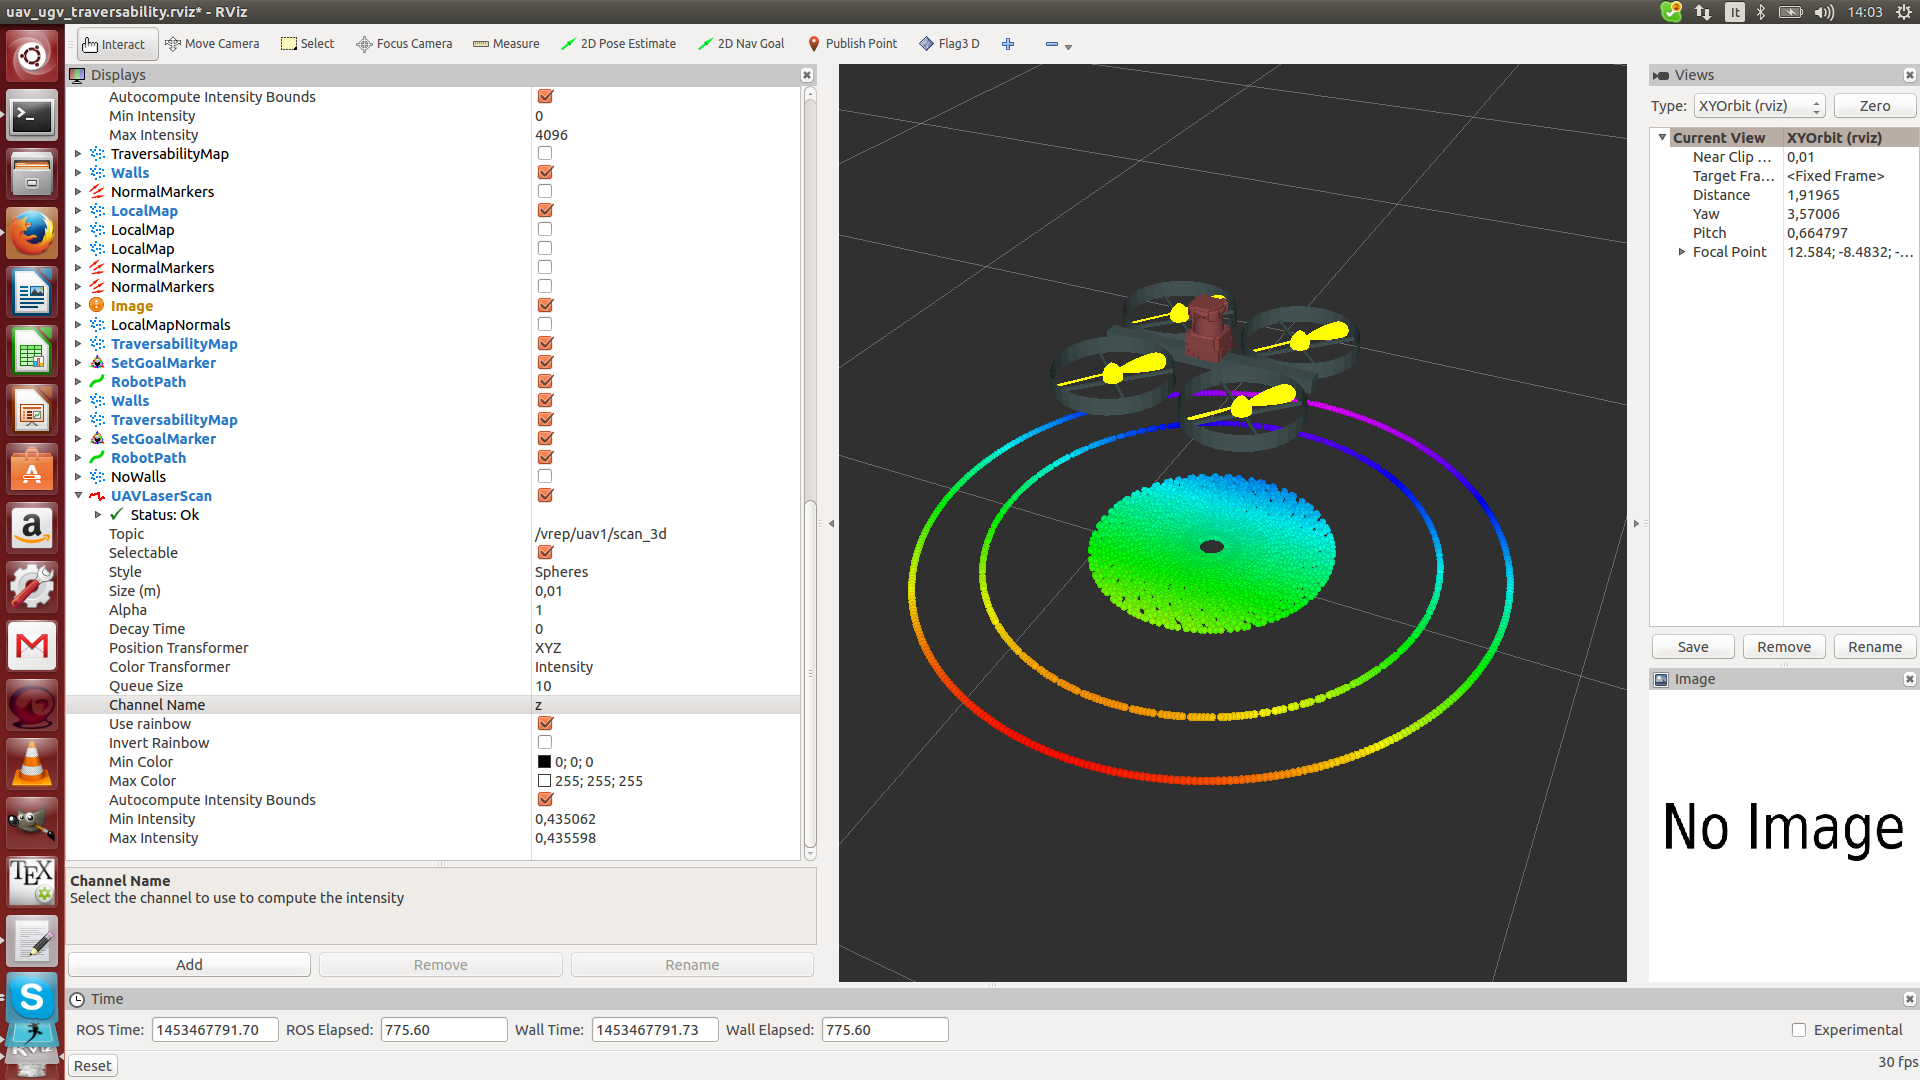 uav_ugv_traversability.rviz* - RViz
It
14:03
Interact
Move Camera
Select
Focus Camera
Measure
2D Pose Estimate
2D Nav Goal
Publish Point
Flag3 D
Displays
Autocompute Intensity Bounds
Min Intensity 0
Max Intensity 4096
TraversabilityMap
Walls
NormalMarkers
LocalMap
LocalMap
LocalMap
NormalMarkers
NormalMarkers
Image
LocalMapNormals
TraversabilityMap
SetGoalMarker
RobotPath
Walls
TraversabilityMap
SetGoalMarker
RobotPath
NoWalls
UAVLaserScan
Status: Ok
Topic /vrep/uav1/scan_3d
Selectable
Style Spheres
Size (m) 0,01
Alpha 1
Decay Time 0
Position Transformer XYZ
Color Transformer Intensity
Queue Size 10
Channel Name z
Use rainbow
Invert Rainbow
Min Color 0; 0; 0
Max Color 255; 255; 255
Autocompute Intensity Bounds
Min Intensity 0,435062
Max Intensity 0,435598
Channel Name
Select the channel to use to compute the intensity
Add
Remove
Rename
Views
Type: XYOrbit (rviz) Zero
Current View XYOrbit (rviz)
Near Clip ... 0,01
Target Fra... <Fixed Frame>
Distance 1,91965
Yaw 3,57006
Pitch 0,664797
Focal Point 12.584; -8.4832; -...
Save
Remove
Rename
Image
No Image
Time
ROS Time: 1453467791.70 ROS Elapsed: 775.60 Wall Time: 1453467791.73 Wall Elapsed: 775.60 Experimental
Reset
30 fps
TEX